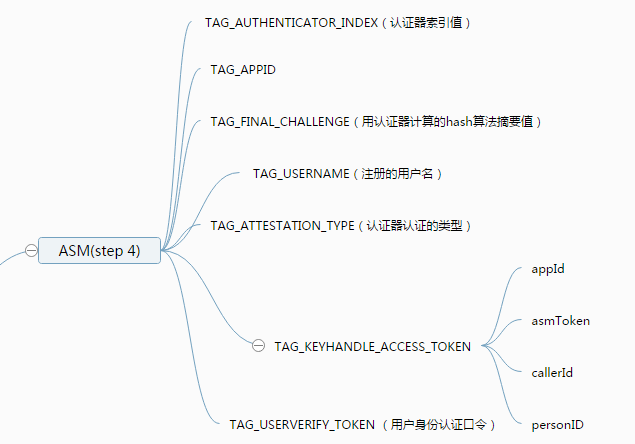 TAG_AUTHENTICATOR_INDEX（认证器索引值）
TAG_APPID
TAG_FINAL_CHALLENGE（用认证器计算的hash算法摘要值）
TAG_USERNAME（注册的用户名）
TAG_ATTESTATION_TYPE（认证器认证的类型）
ASM(step 4)
TAG_KEYHANDLE_ACCESS_TOKEN
appId
asmToken
callerId
personID
TAG_USERVERIFY_TOKEN （用户身份认证口令）